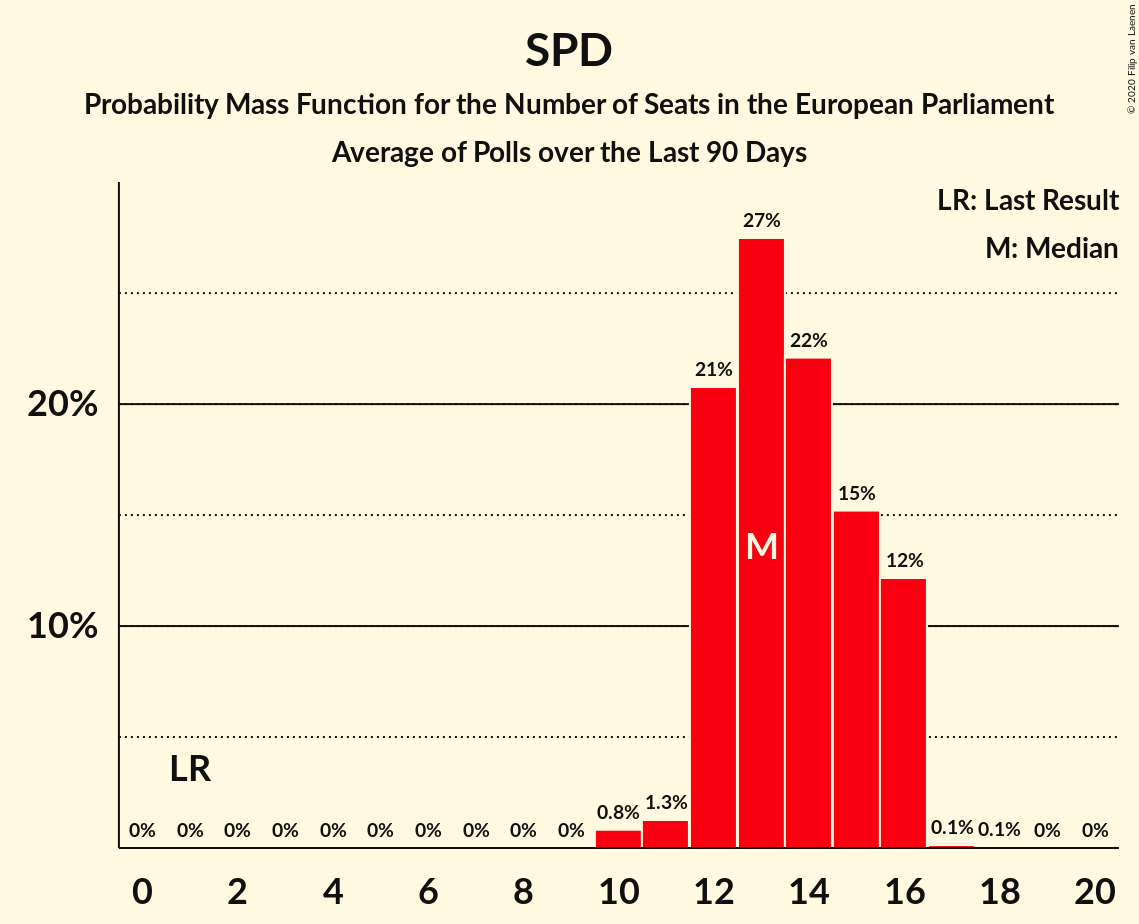 SPD
Probability Mass Function for the Number of Seats in the European Parliament
Average of Polls over the Last 90 Days
© 2020 Filip van Laenen
LR: Last Result
M: Median
27%
22%
21%
20%
15%
M
12%
10%
LR
0% 0% 0% 0% 0% 0% 0% 0% 0% 0% 0.8% 1.3% 0.1% 0.1% 0% 0%
0 2 4 6 8 10 12 14 16 18 20